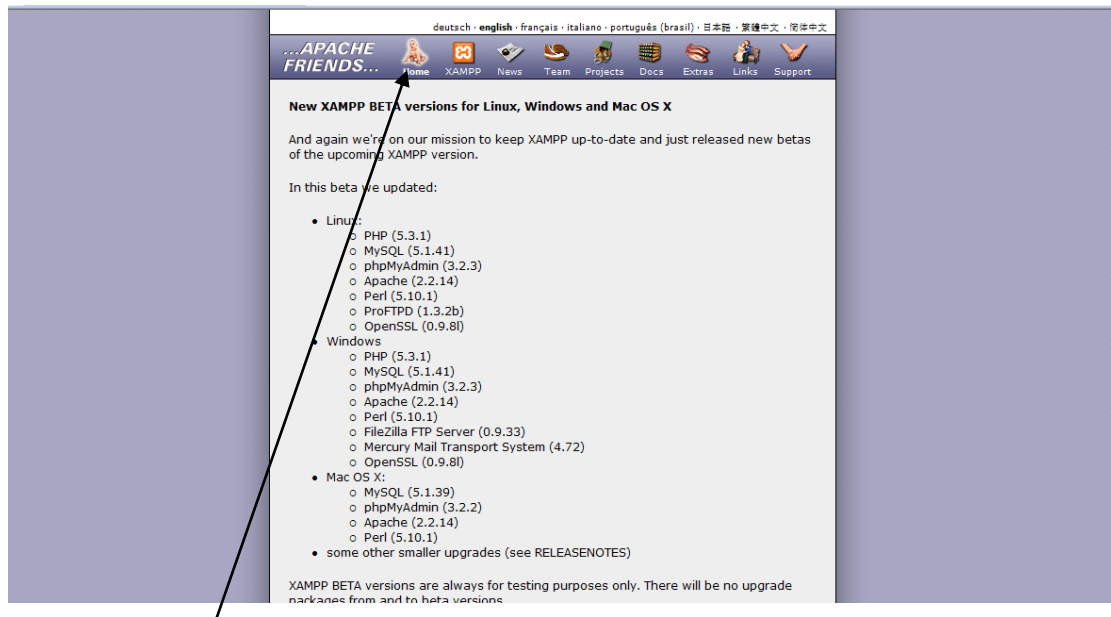 deutsch · english · français · italiano · português (brasil) · 日本語 · 繁體中文 · 简体中文
...APACHE
FRIENDS...
Home XAMPP News Team Projects Docs Extras Links Support
New XAMPP BETA versions for Linux, Windows and Mac OS X
And again we're on our mission to keep XAMPP up-to-date and just released new betas
of the upcoming XAMPP version.
In this beta we updated:
Linux:
PHP (5.3.1)
MySQL (5.1.41)
phpMyAdmin (3.2.3)
Apache (2.2.14)
Perl (5.10.1)
ProFTPD (1.3.2b)
OpenSSL (0.9.8l)
Windows
PHP (5.3.1)
MySQL (5.1.41)
phpMyAdmin (3.2.3)
Apache (2.2.14)
Perl (5.10.1)
FileZilla FTP Server (0.9.33)
Mercury Mail Transport System (4.72)
OpenSSL (0.9.8l)
Mac OS X:
MySQL (5.1.39)
phpMyAdmin (3.2.2)
Apache (2.2.14)
Perl (5.10.1)
some other smaller upgrades (see RELEASENOTES)
XAMPP BETA versions are always for testing purposes only. There will be no upgrade
packages from and to beta versions.